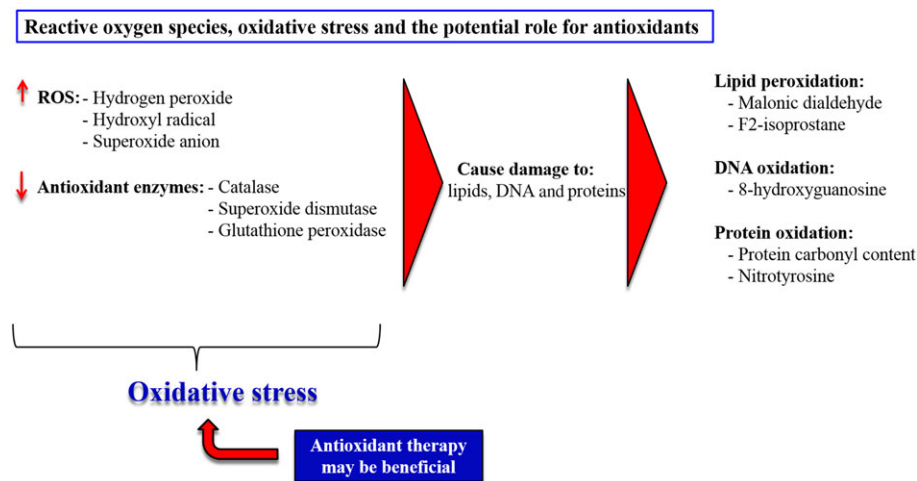 Reactive oxygen species, oxidative stress and the potential role for antioxidants
ROS: - Hydrogen peroxide
- Hydroxyl radical
- Superoxide anion
Antioxidant enzymes: - Catalase
- Superoxide dismutase
- Glutathione peroxidase
Cause damage to:
lipids, DNA and proteins
Lipid peroxidation:
- Malonic dialdehyde
- F2-isoprostane
DNA oxidation:
- 8-hydroxyguanosine
Protein oxidation:
- Protein carbonyl content
- Nitrotyrosine
Oxidative stress
Antioxidant therapy
may be beneficial